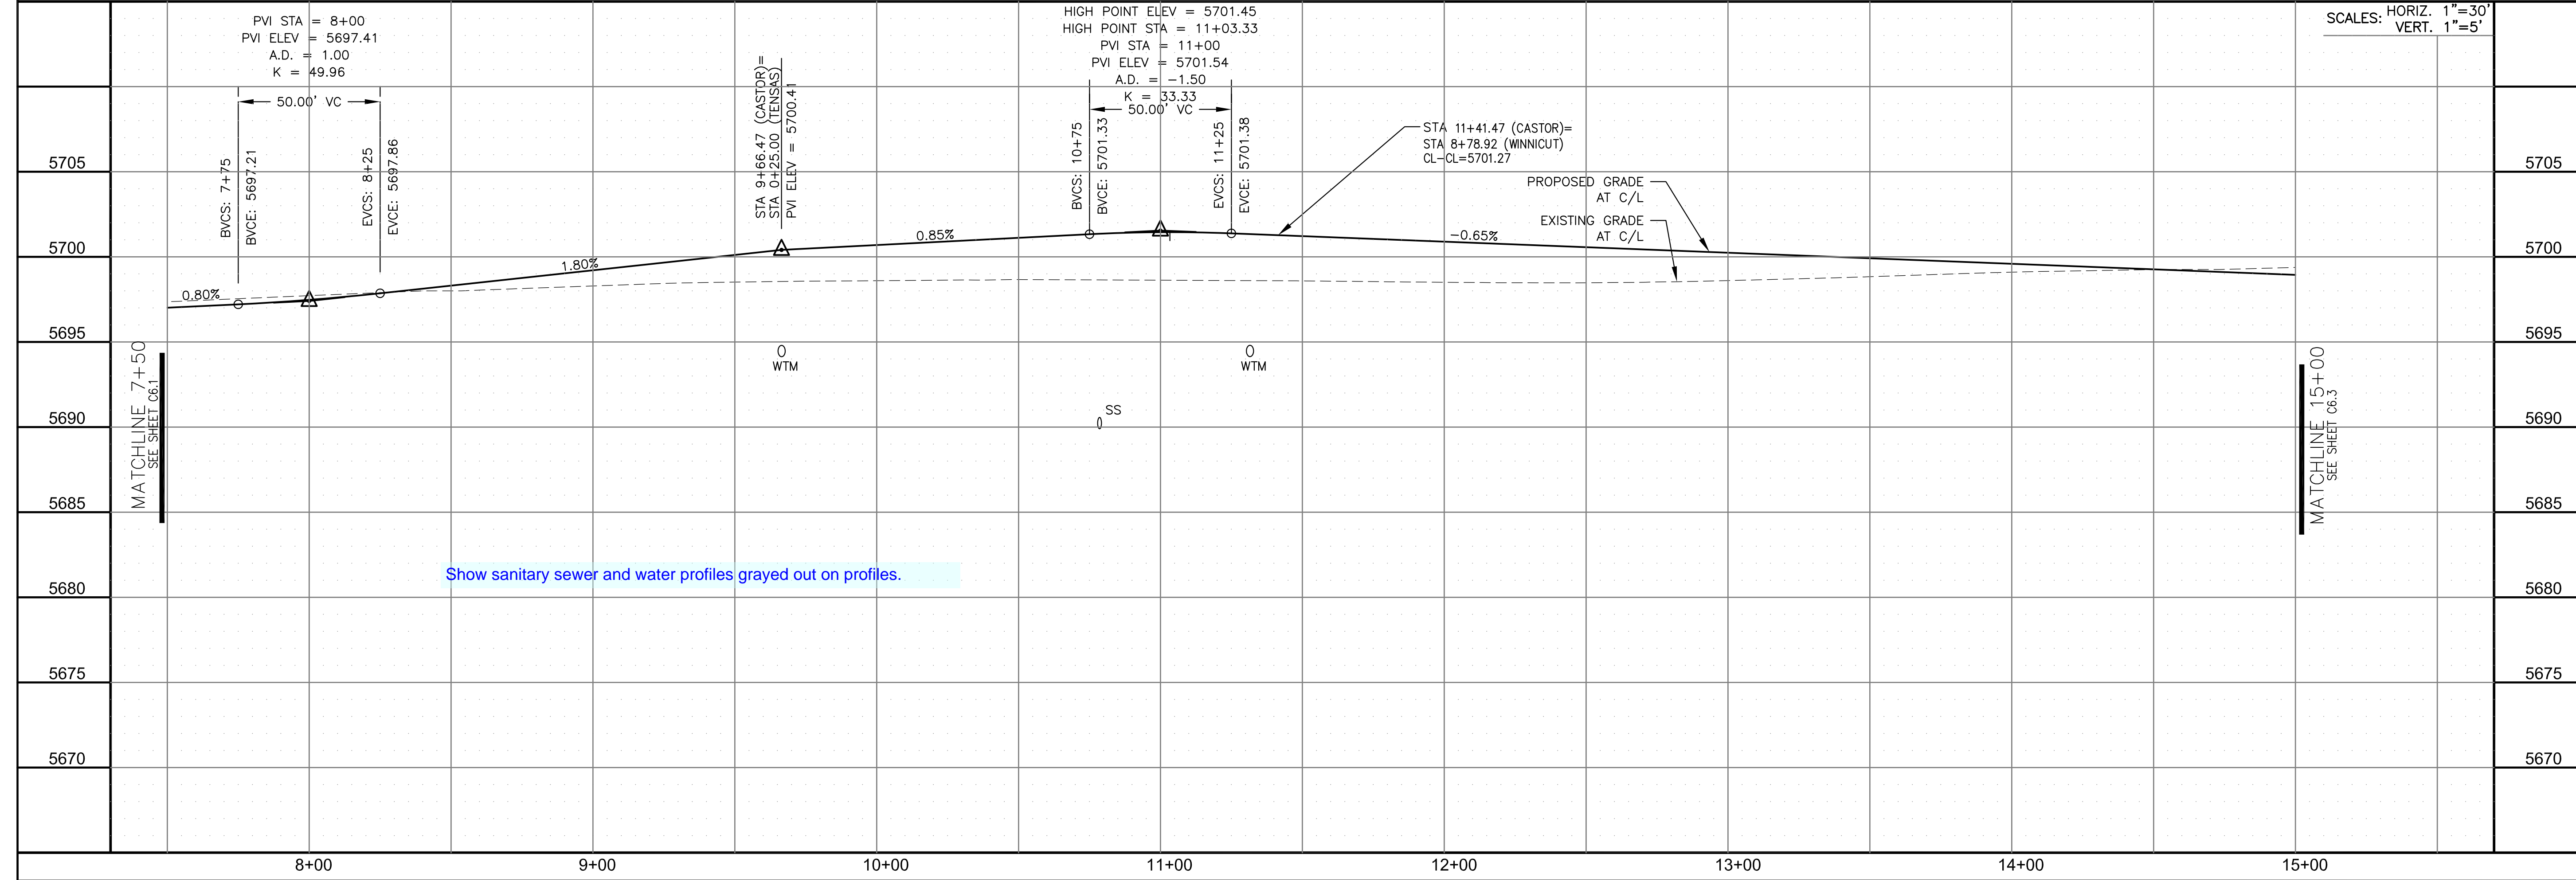 PVI STA = 8+00
PVI ELEV = 5697.41
A.D. = 1.00
K = 49.96
50.00' VC
BVCS: 7+75
BVCE: 5697.21
EVCS: 8+25
EVCE: 5697.86
STA 9+66.47 (CASTOR)=
STA 0+25.00 (TENSAS)
PVI ELEV = 5700.41
HIGH POINT ELEV = 5701.45
HIGH POINT STA = 11+03.33
PVI STA = 11+00
PVI ELEV = 5701.54
A.D. = -1.50
K = 33.33
50.00' VC
BVCS: 10+75
BVCE: 5701.33
EVCS: 11+25
EVCE: 5701.38
STA 11+41.47 (CASTOR)=
STA 8+78.92 (WINNICUT)
CL-CL=5701.27
PROPOSED GRADE
AT C/L
EXISTING GRADE
AT C/L
SCALES: HORIZ. 1"=30'
VERT. 1"=5'
0.80%
1.80%
0.85%
-0.65%
WTM
WTM
SS
MATCHLINE 7+50
SEE SHEET C6.1
MATCHLINE 15+00
SEE SHEET C6.3
Show sanitary sewer and water profiles grayed out on profiles.
5705
5700
5695
5690
5685
5680
5675
5670
5705
5700
5695
5690
5685
5680
5675
5670
8+00
9+00
10+00
11+00
12+00
13+00
14+00
15+00